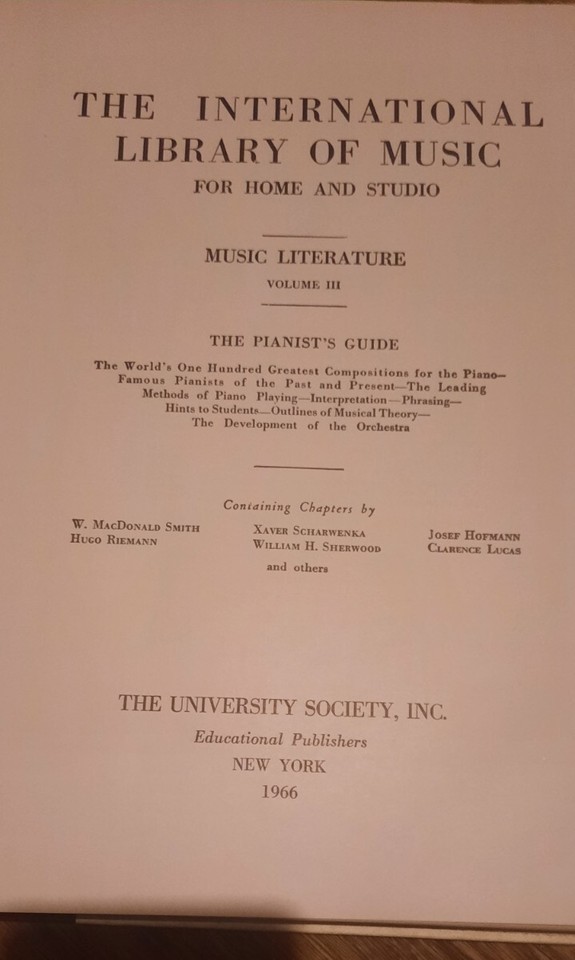 THE INTERNATIONAL
LIBRARY OF MUSIC
FOR HOME AND STUDIO
MUSIC LITERATURE
VOLUME III
THE PIANIST'S GUIDE
The World's One Hundred Greatest Compositions for the Piano—
Famous Pianists of the Past and Present—The Leading
Methods of Piano Playing—Interpretation—Phrasing—
Hints to Students—Outlines of Musical Theory—
The Development of the Orchestra
Containing Chapters by
W. MACDONALD SMITH
HUGO RIEMANN
XAVER SCHARWENKA
WILLIAM H. SHERWOOD
JOSEF HOFMANN
CLARENCE LUCAS
and others
THE UNIVERSITY SOCIETY, INC.
Educational Publishers
NEW YORK
1966